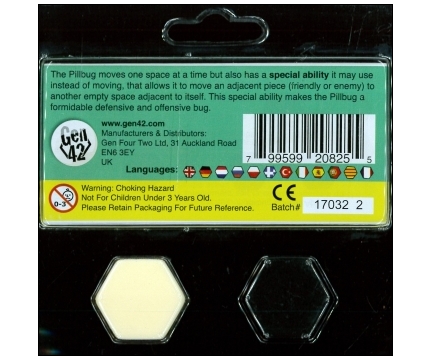 The Pillbug moves one space at a time but also has a special ability it may use
instead of moving, that allows it to move an adjacent piece (friendly or enemy) to
another empty space adjacent to itself. This special ability makes the Pillbug a
formidable defensive and offensive bug.
Gen
42
www.gen42.com
Manufacturers & Distributors:
Gen Four Two Ltd, 31 Auckland Road
EN6 3EY
UK
7 99599 20825 5
Languages:
0-3
Warning: Choking Hazard
Not For Children Under 3 Years Old.
Please Retain Packaging For Future Reference.
CE
Batch# 17032 2